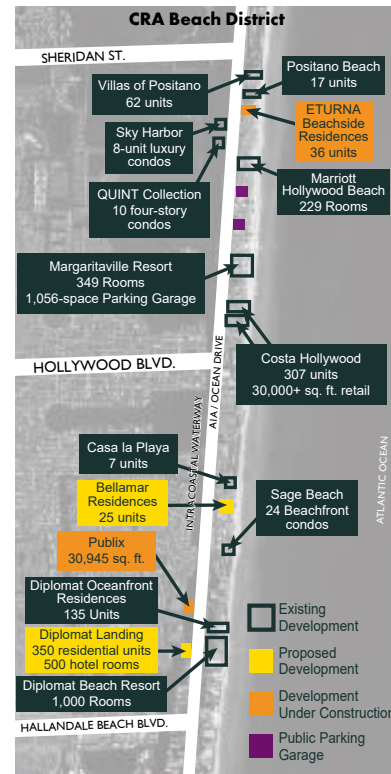 CRA Beach District
SHERIDAN ST.
Villas of Positano
62 units
Positano Beach
17 units
Sky Harbor
8-unit luxury
condos
ETURNA
Beachside
Residences
36 units
QUINT Collection
10 four-story
condos
Marriott
Hollywood Beach
229 Rooms
Margaritaville Resort
349 Rooms
1,056-space Parking Garage
HOLLYWOOD BLVD.
A1A / OCEAN DRIVE
INTRACOASTAL WATERWAY
Costa Hollywood
307 units
30,000+ sq. ft. retail
ATLANTIC OCEAN
Casa la Playa
7 units
Bellamar
Residences
25 units
Sage Beach
24 Beachfront
condos
Publix
30,945 sq. ft.
Diplomat Oceanfront
Residences
135 Units
Diplomat Landing
350 residential units
500 hotel rooms
Diplomat Beach Resort
1,000 Rooms
HALLANDALE BEACH BLVD.
Existing
Development
Proposed
Development
Development
Under Construction
Public Parking
Garage